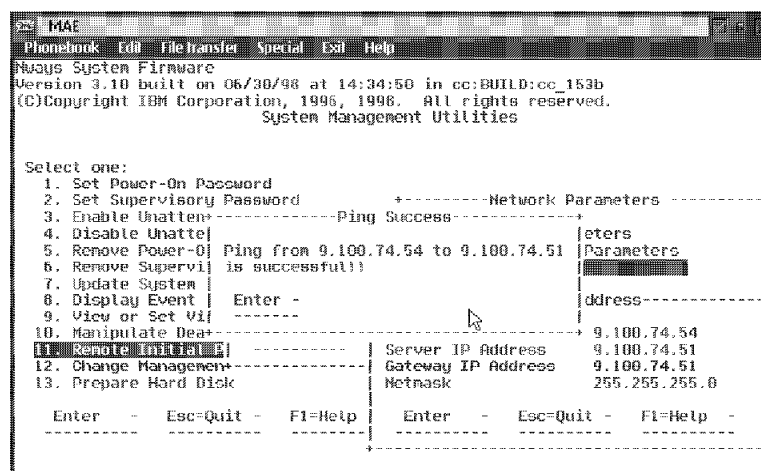 MAE
Phonebook Edit File transfer Special Exit Help
Nways System Firmware
Version 3.10 built on 06/30/98 at 14:34:50 in cc:BUILD:cc_153b
(C)Copyright IBM Corporation, 1996, 1998. All rights reserved.
System Management Utilities
Select one:
1. Set Power-On Password
2. Set Supervisory Password +---------Network Parameters ----------
3. Enable Unatten+-------------Ping Success--------------+
4. Disable Unatte| |eters
5. Remove Power-O| Ping from 9.100.74.54 to 9.100.74.51 |Parameters
6. Remove Supervi| is successful!! |
7. Update System | |
8. Display Event | Enter - |ddress------------
9. View or Set Vi| ------- |
10. Manipulate Dea+---------------------------------------+ 9.100.74.54
11. Remote Initial P| ---------- | Server IP Address 9.100.74.51
12. Change Managemen+---------------| Gateway IP Address 9.100.74.51
13. Prepare Hard Disk | Netmask 255.255.255.0
Enter - Esc=Quit - F1=Help | Enter - Esc=Quit - F1=Help -